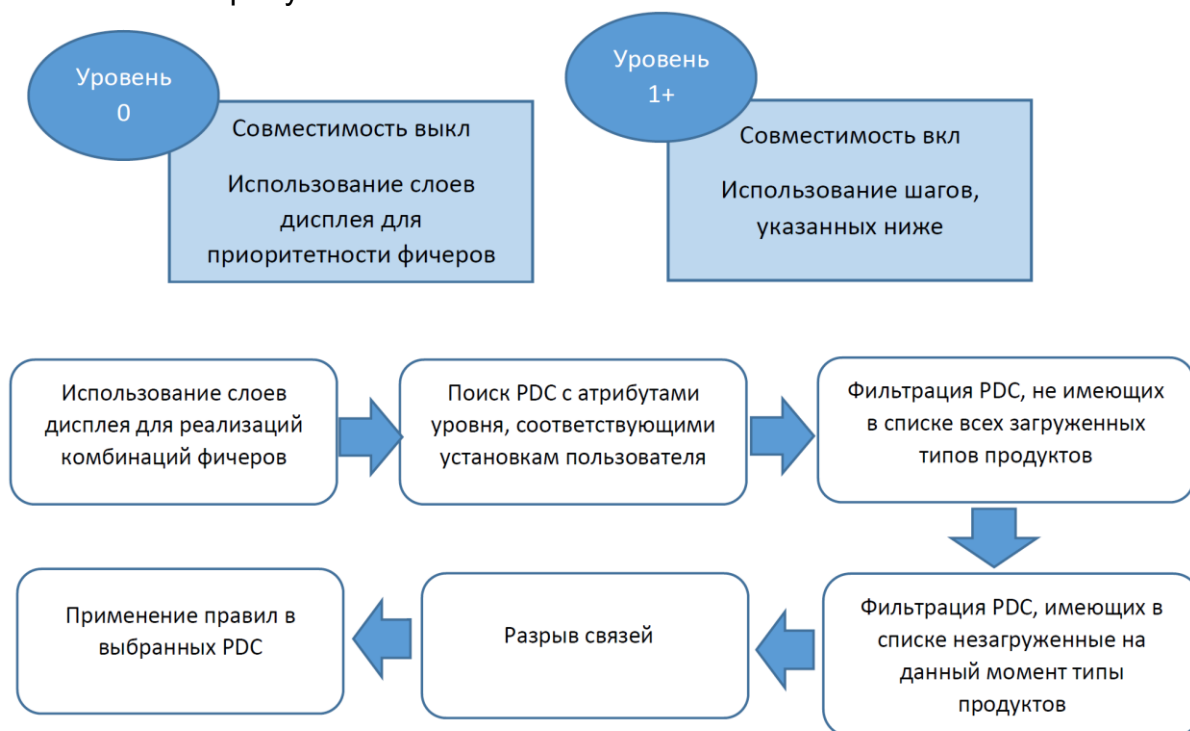 Уровень
0
Совместимость выкл
Использование слоев
дисплея для
приоритетности фичеров
Уровень
1+
Совместимость вкл
Использование шагов,
указанных ниже
Использование слоев
дисплея для реализаций
комбинаций фичеров
Поиск PDC с атрибутами
уровня, соответствующими
установкам пользователя
Фильтрация PDC, не имеющих
в списке всех загруженных
типов продуктов
Фильтрация PDC, имеющих в
списке незагруженные на
данный момент типы
продуктов
Разрыв связей
Применение правил в
выбранных PDC